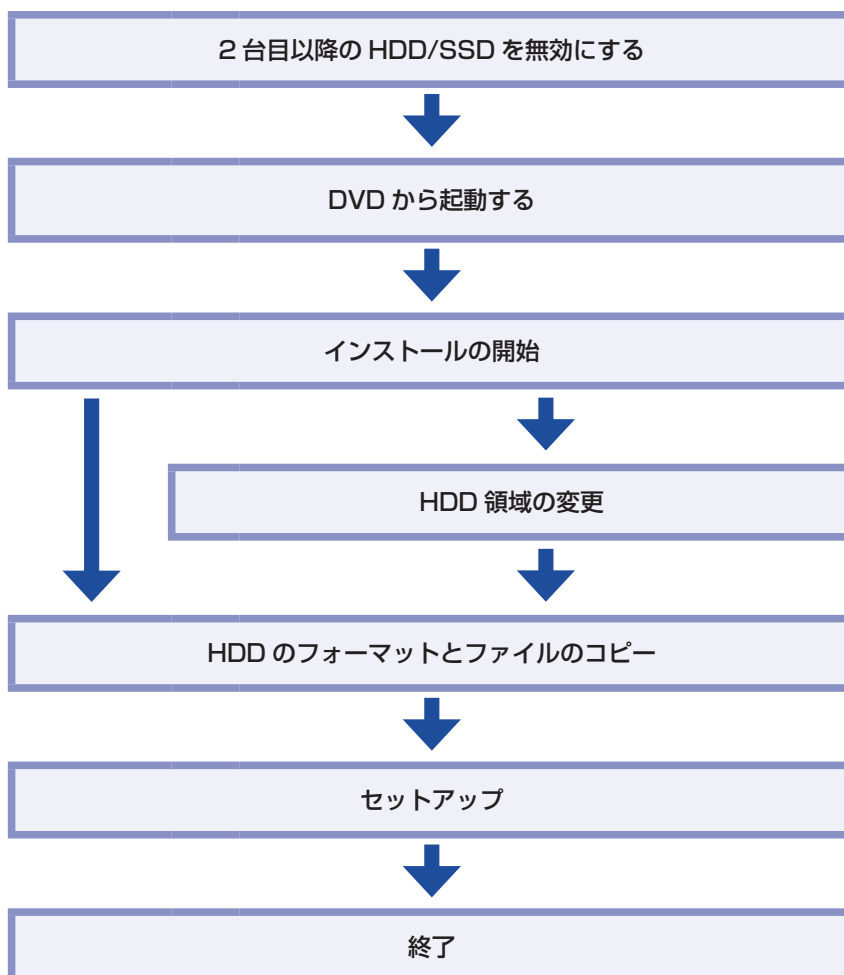 2 台目以降の HDD/SSD を無効にする
DVD から起動する
インストールの開始
HDD 領域の変更
HDD のフォーマットとファイルのコピー
セットアップ
終了